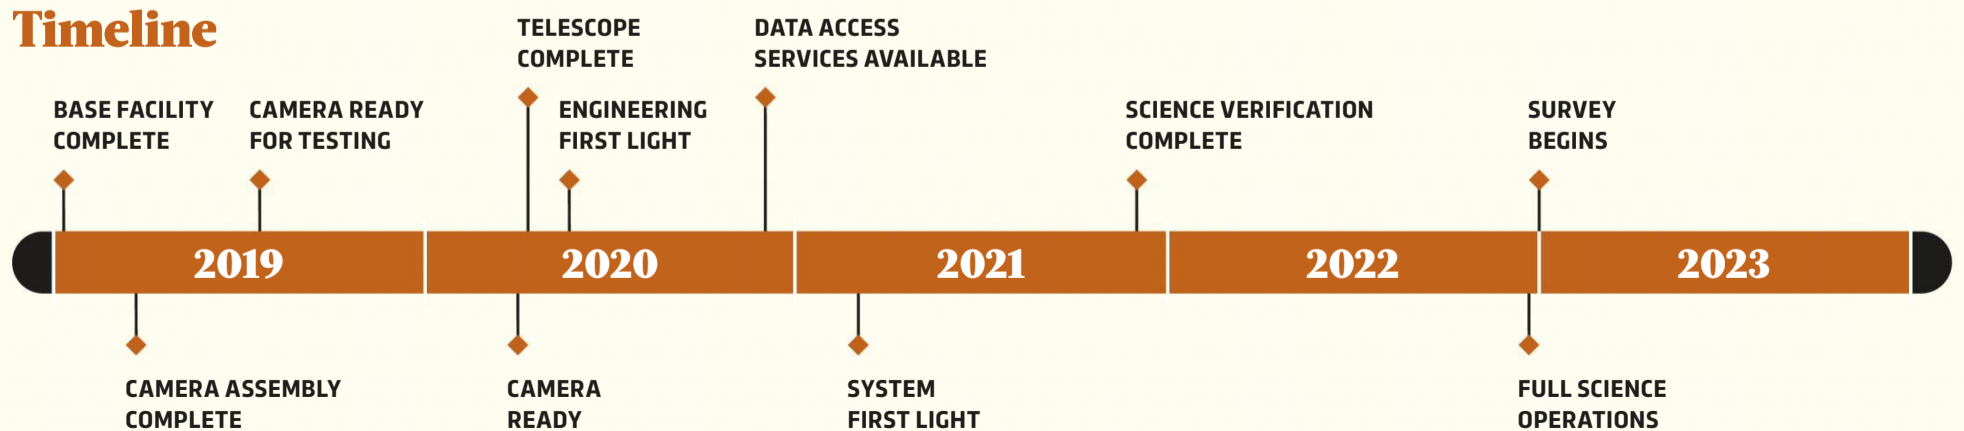 Timeline
TELESCOPE
COMPLETE
DATA ACCESS
SERVICES AVAILABLE
BASE FACILITY
COMPLETE
CAMERA READY
FOR TESTING
ENGINEERING
FIRST LIGHT
SCIENCE VERIFICATION
COMPLETE
SURVEY
BEGINS
2019
2020
2021
2022
2023
CAMERA ASSEMBLY
COMPLETE
CAMERA
READY
SYSTEM
FIRST LIGHT
FULL SCIENCE
OPERATIONS